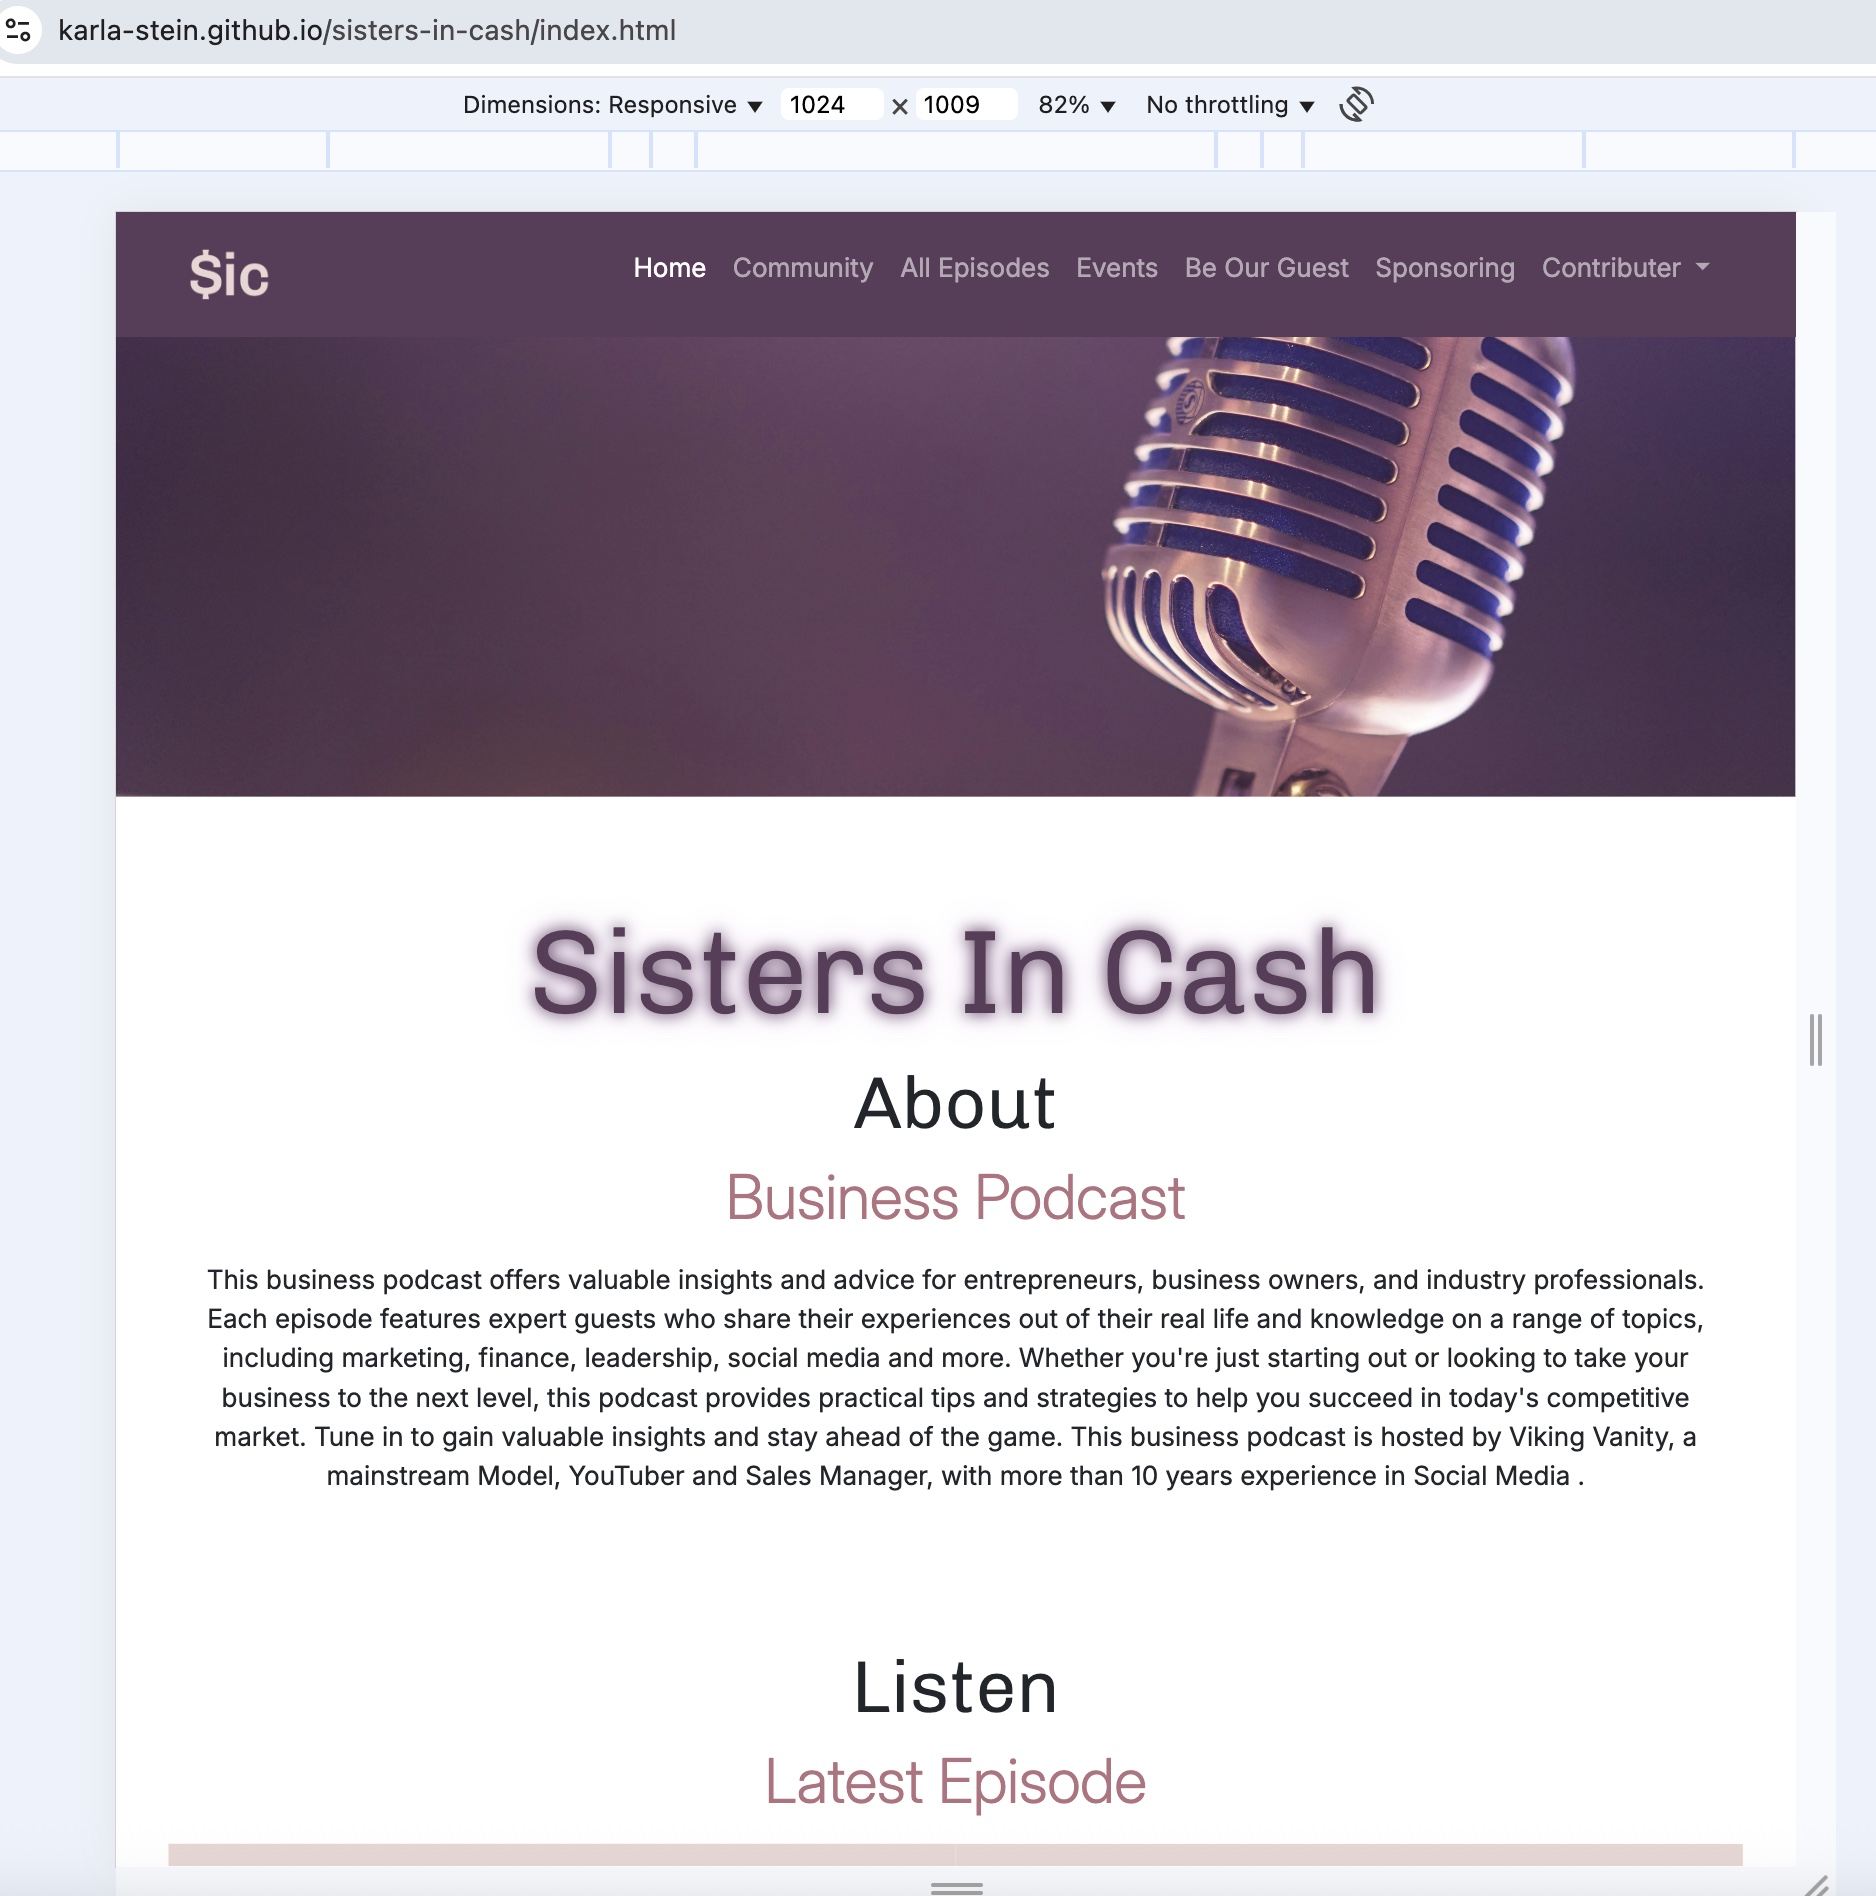 karla-stein.github.io/sisters-in-cash/index.html
Dimensions: Responsive ▼ 1024 × 1009 82% ▼ No throttling ▼
$ic Home Community All Episodes Events Be Our Guest Sponsoring Contributer
Sisters In Cash
About
Business Podcast
This business podcast offers valuable insights and advice for entrepreneurs, business owners, and industry professionals.
Each episode features expert guests who share their experiences out of their real life and knowledge on a range of topics,
including marketing, finance, leadership, social media and more. Whether you're just starting out or looking to take your
business to the next level, this podcast provides practical tips and strategies to help you succeed in today's competitive
market. Tune in to gain valuable insights and stay ahead of the game. This business podcast is hosted by Viking Vanity, a
mainstream Model, YouTuber and Sales Manager, with more than 10 years experience in Social Media .
Listen
Latest Episode